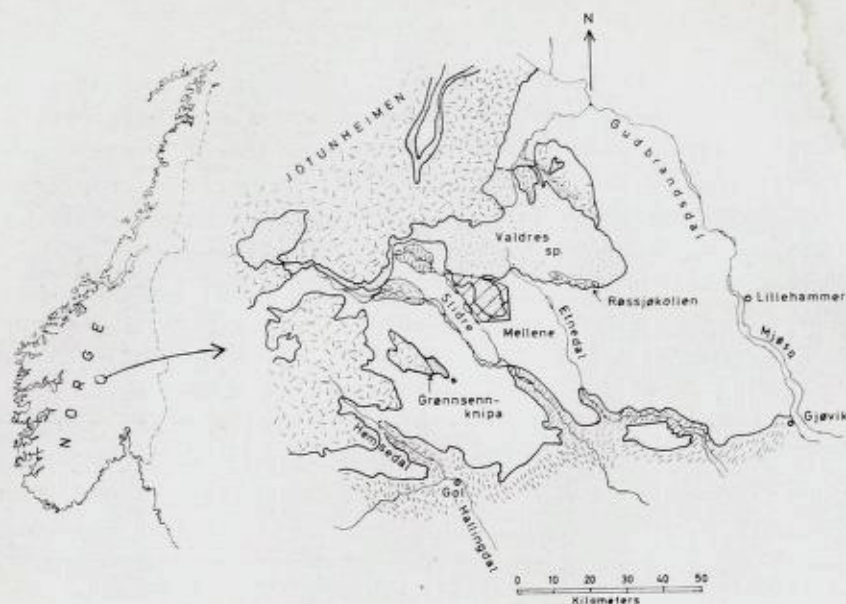 N
JOTUNHEIMEN
Gudbrandsdal
Valdres
sp.
Røssjøkollen
Lillehammer
Slidre
Etnedal
Mellene
Mjøsa
NORGE
Grønnsenn-
knipa
Gjøvik
Hemsedal
Gol
Hallingdal
0 10 20 30 40 50
Kilometers